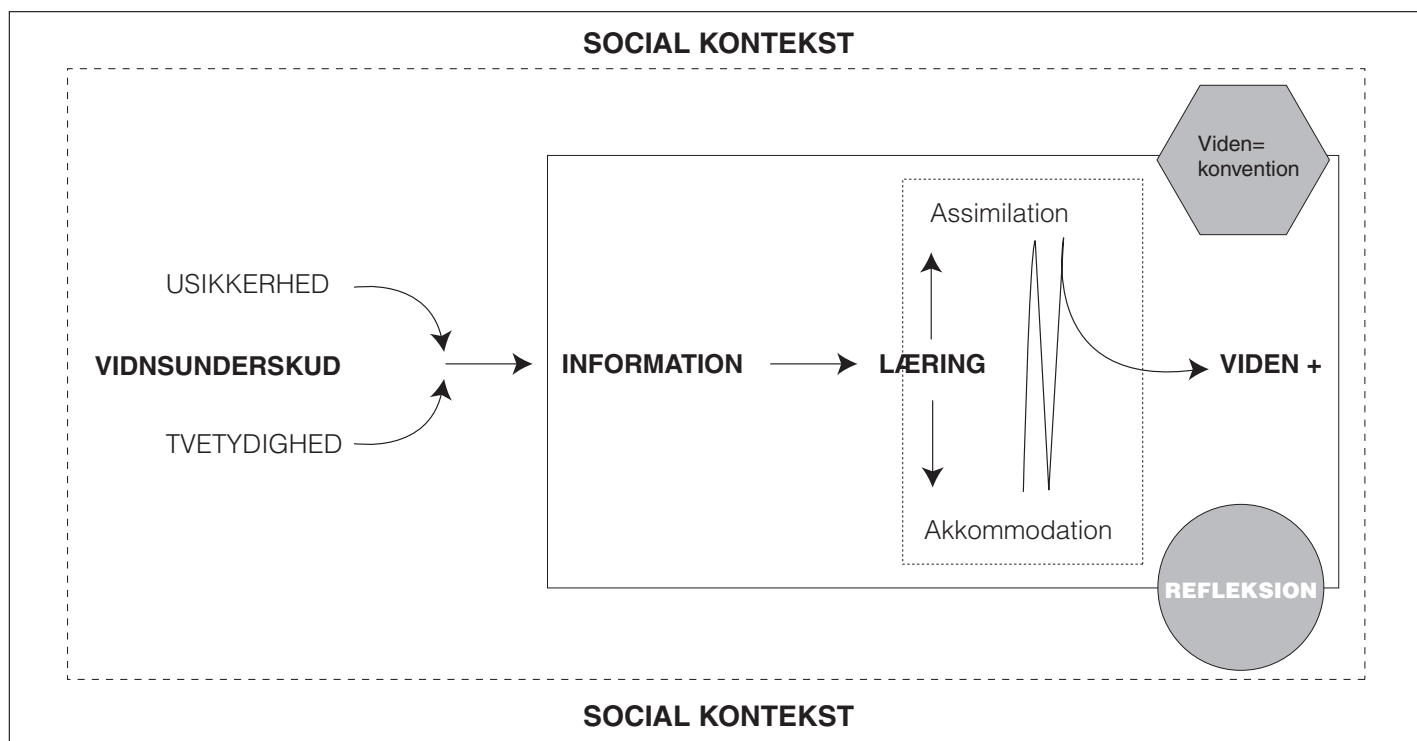 SOCIAL KONTEKST
Viden=
konvention
Assimilation
USIKKERHED
VIDNSUNDERSKUD
INFORMATION
LÆRING
VIDEN +
TVETYDIGHED
Akkommodation
REFLEKSION
SOCIAL KONTEKST